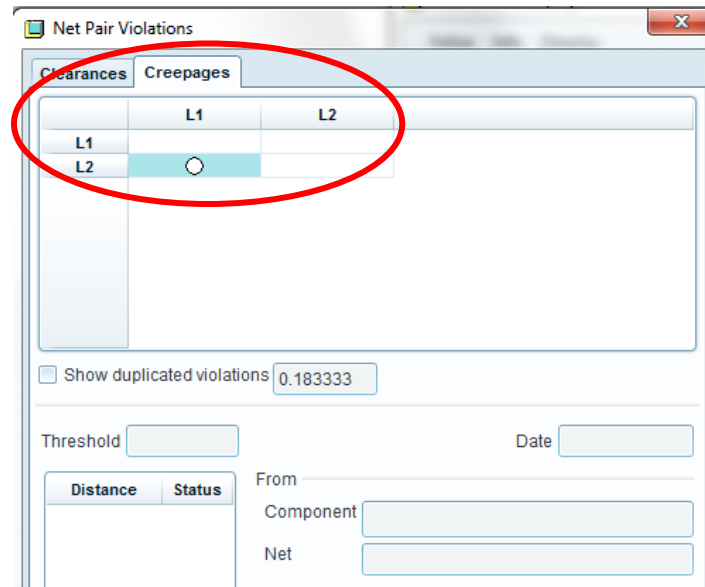 Net Pair Violations
Clearances Creepages
L1 L2
L1
L2
Show duplicated violations 0.183333
Threshold Date
Distance Status From
Component
Net